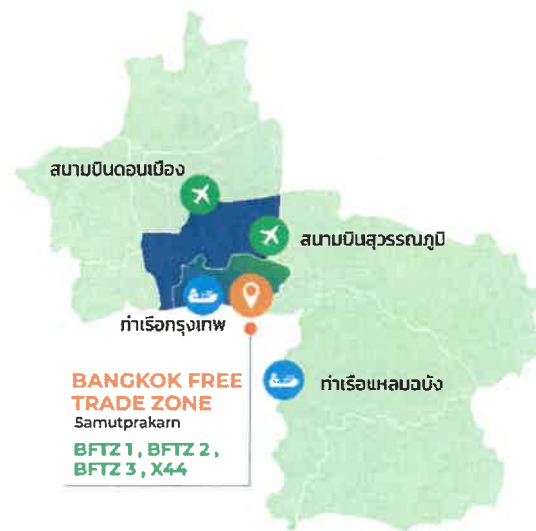 สนามบินดอนเมือง
สนามบินสุวรรณภูมิ
ท่าเรือกรุงเทพ
ท่าเรือแหลมฉบัง
BANGKOK FREE
TRADE ZONE
Samutprakarn
BFTZ 1 , BFTZ 2 ,
BFTZ 3 , X44